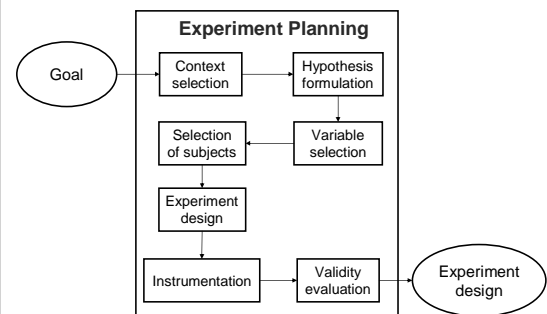 Experiment Planning
Goal
Context
selection
Hypothesis
formulation
Selection
of subjects
Variable
selection
Experiment
design
Instrumentation
Validity
evaluation
Experiment
design